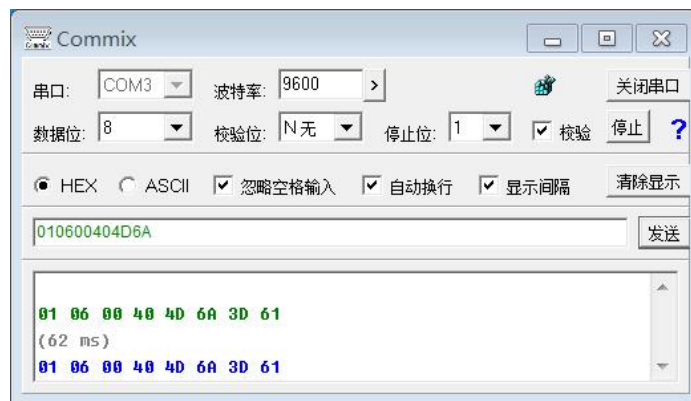 Commix
串口: COM3 波特率: 9600 > 关闭串口
数据位: 8 校验位: N无 停止位: 1 校验 停止 ?
HEX ASCII 忽略空格输入 自动换行 显示间隔 清除显示
010600404D6A 发送
01 06 00 40 4D 6A 3D 61
(62 ms)
01 06 00 40 4D 6A 3D 61